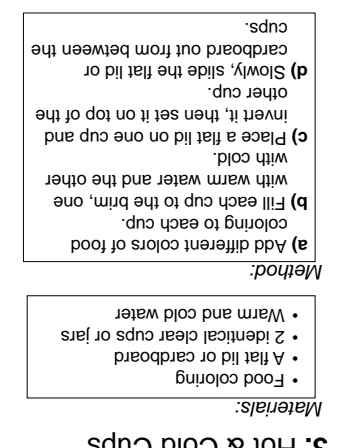 3. Hot & Cold Cups
Materials:
• Food coloring
• A flat lid or cardboard
• 2 identical clear cups or jars
• Warm and cold water
Method:
a) Add different colors of food
coloring to each cup.
b) Fill each cup to the brim, one
with warm water and the other
with cold.
c) Place a flat lid on one cup and
invert it, then set it on top of the
other cup.
d) Slowly, slide the flat lid or
cardboard out from between the
cups.